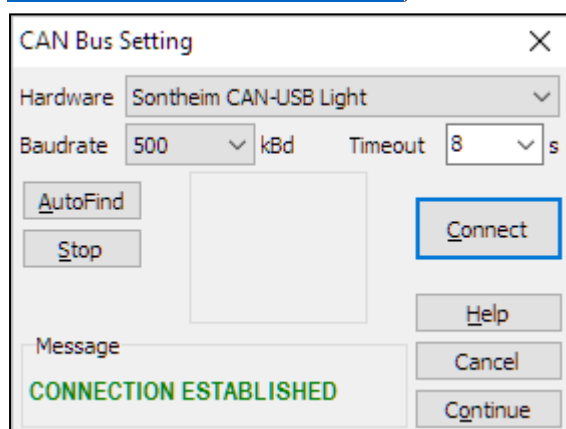 CAN Bus Setting
Hardware Sontheim CAN-USB Light
Baudrate 500 kBd Timeout 8 s
AutoFind
Connect
Stop
Help
Message
Cancel
CONNECTION ESTABLISHED
Continue